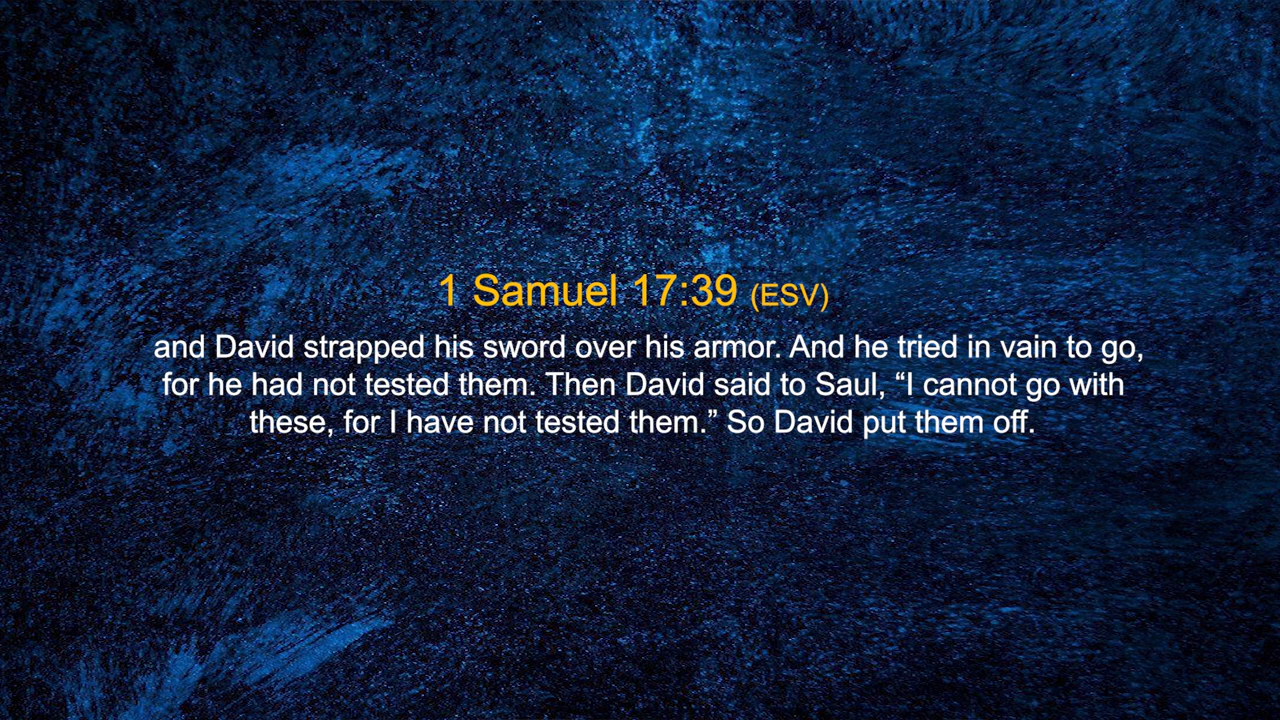 1 Samuel 17:39 (ESV)
and David strapped his sword over his armor. And he tried in vain to go,
for he had not tested them. Then David said to Saul, “I cannot go with
these, for I have not tested them.” So David put them off.